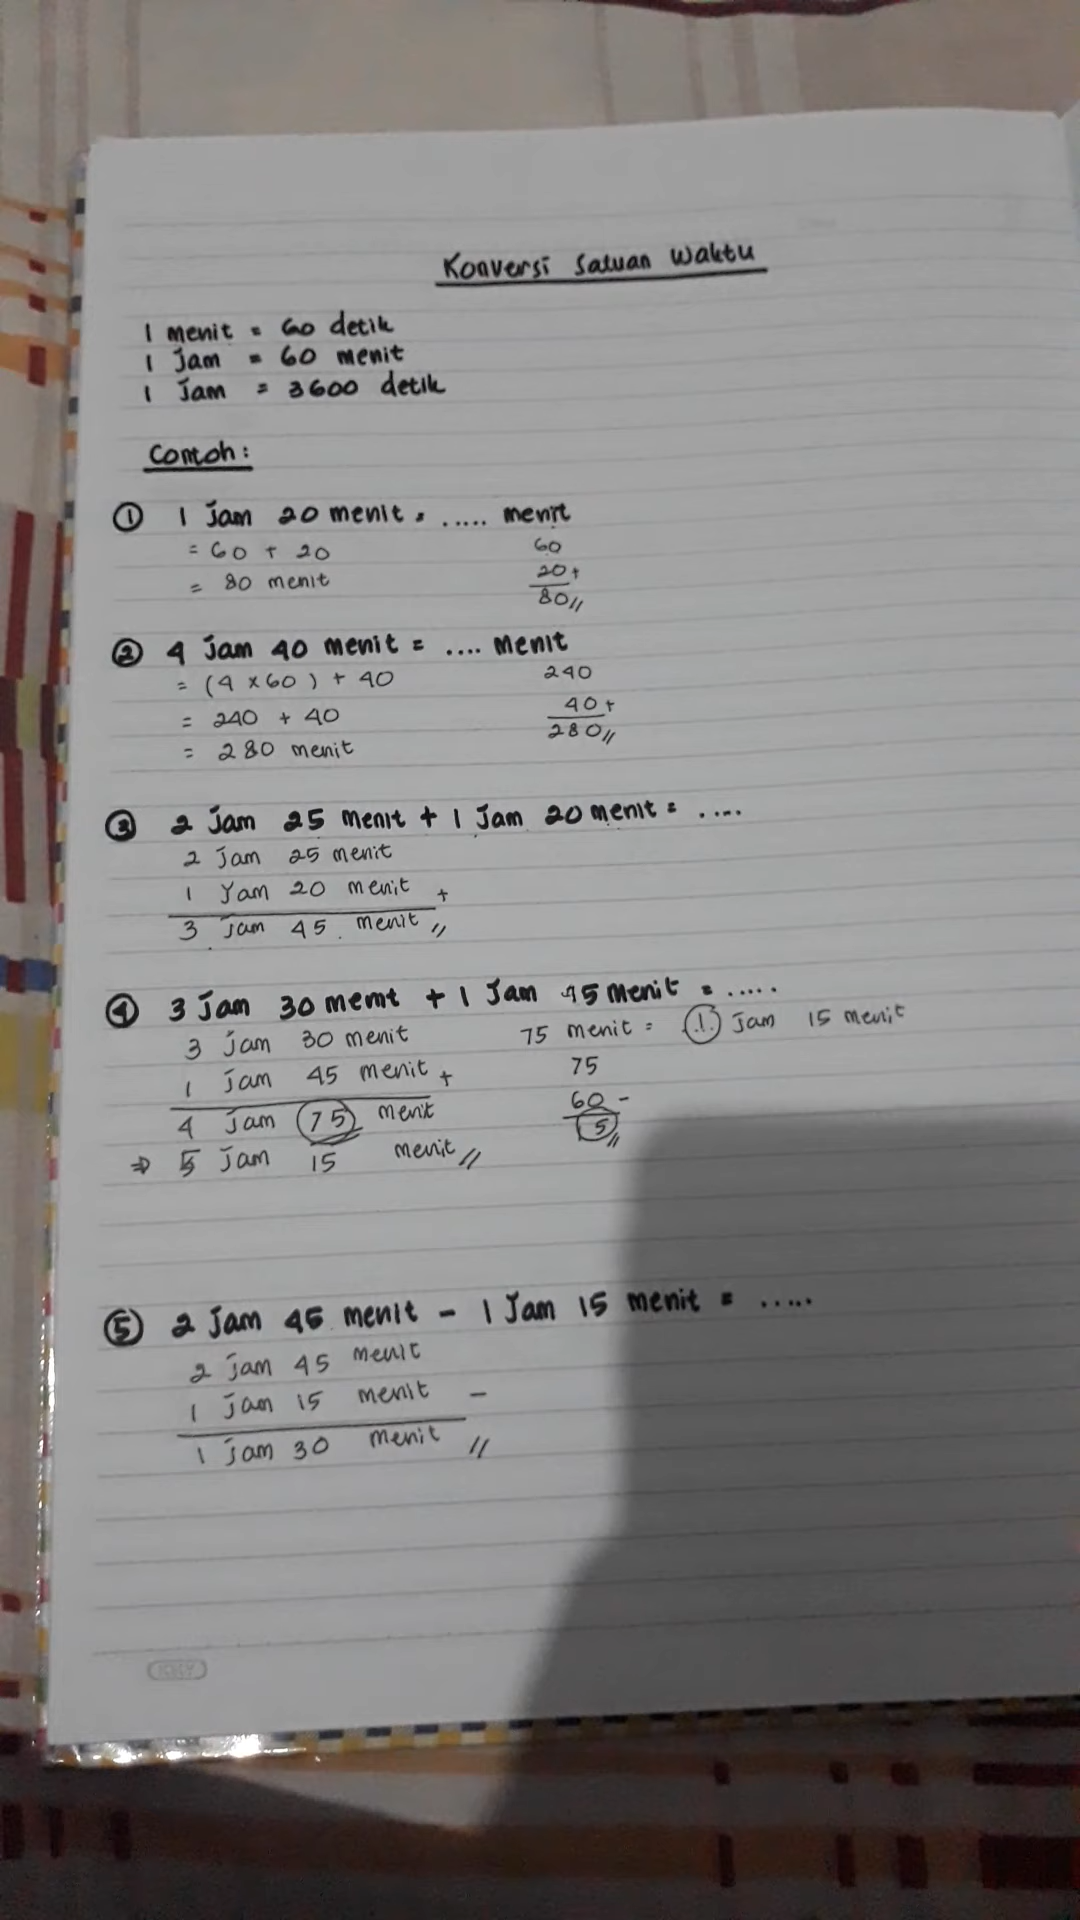 Konversi Satuan Waktu
1 menit = 60 detik
1 Jam = 60 menit
1 Jam = 3600 detik
Contoh:
① 1 Jam 20 menit = ..... menit
= 60 + 20 60
= 80 menit 20 +
80 //
② 4 Jam 40 menit = .... menit
= (4 x 60) + 40 240
= 240 + 40 40 +
= 280 menit 280 //
③ 2 Jam 25 menit + 1 Jam 20 menit = ....
2 jam 25 menit
1 Jam 20 menit +
3 jam 45 menit //
④ 3 Jam 30 menit + 1 Jam 45 menit = .....
3 jam 30 menit 75 menit = 1 jam 15 menit
1 jam 45 menit + 75
4 jam 75 menit 60 -
⇒ 5 jam 15 menit // 15 //
⑤ 2 Jam 45 menit - 1 Jam 15 menit = .....
2 jam 45 menit
1 jam 15 menit -
1 jam 30 menit //